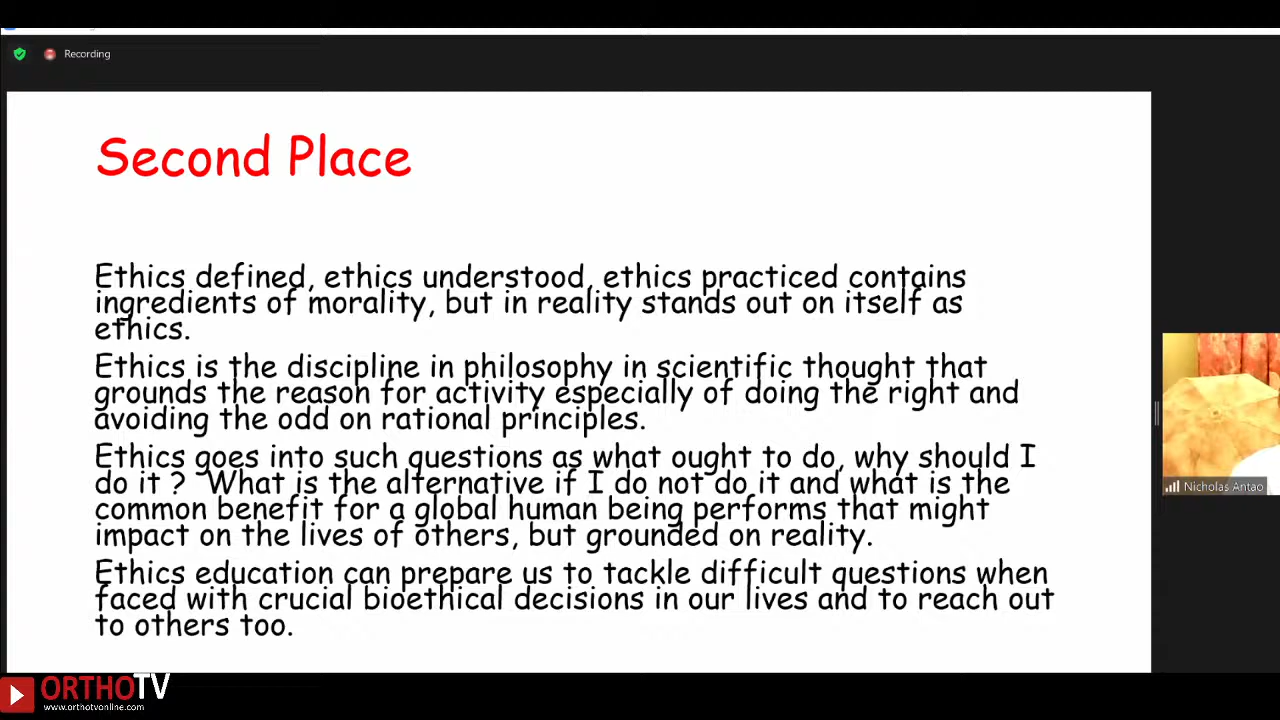 Recording
Second Place
Ethics defined, ethics understood, ethics practiced contains
ingredients of morality, but in reality stands out on itself as
ethics.
Ethics is the discipline in philosophy in scientific thought that
grounds the reason for activity especially of doing the right and
avoiding the odd on rational principles.
Ethics goes into such questions as what ought to do, why should I
do it ? What is the alternative if I do not do it and what is the
common benefit for a global human being performs that might
impact on the lives of others, but grounded on reality.
Ethics education can prepare us to tackle difficult questions when
faced with crucial bioethical decisions in our lives and to reach out
to others too.
Nicholas Antao
ORTHOTV
www.orthotvonline.com